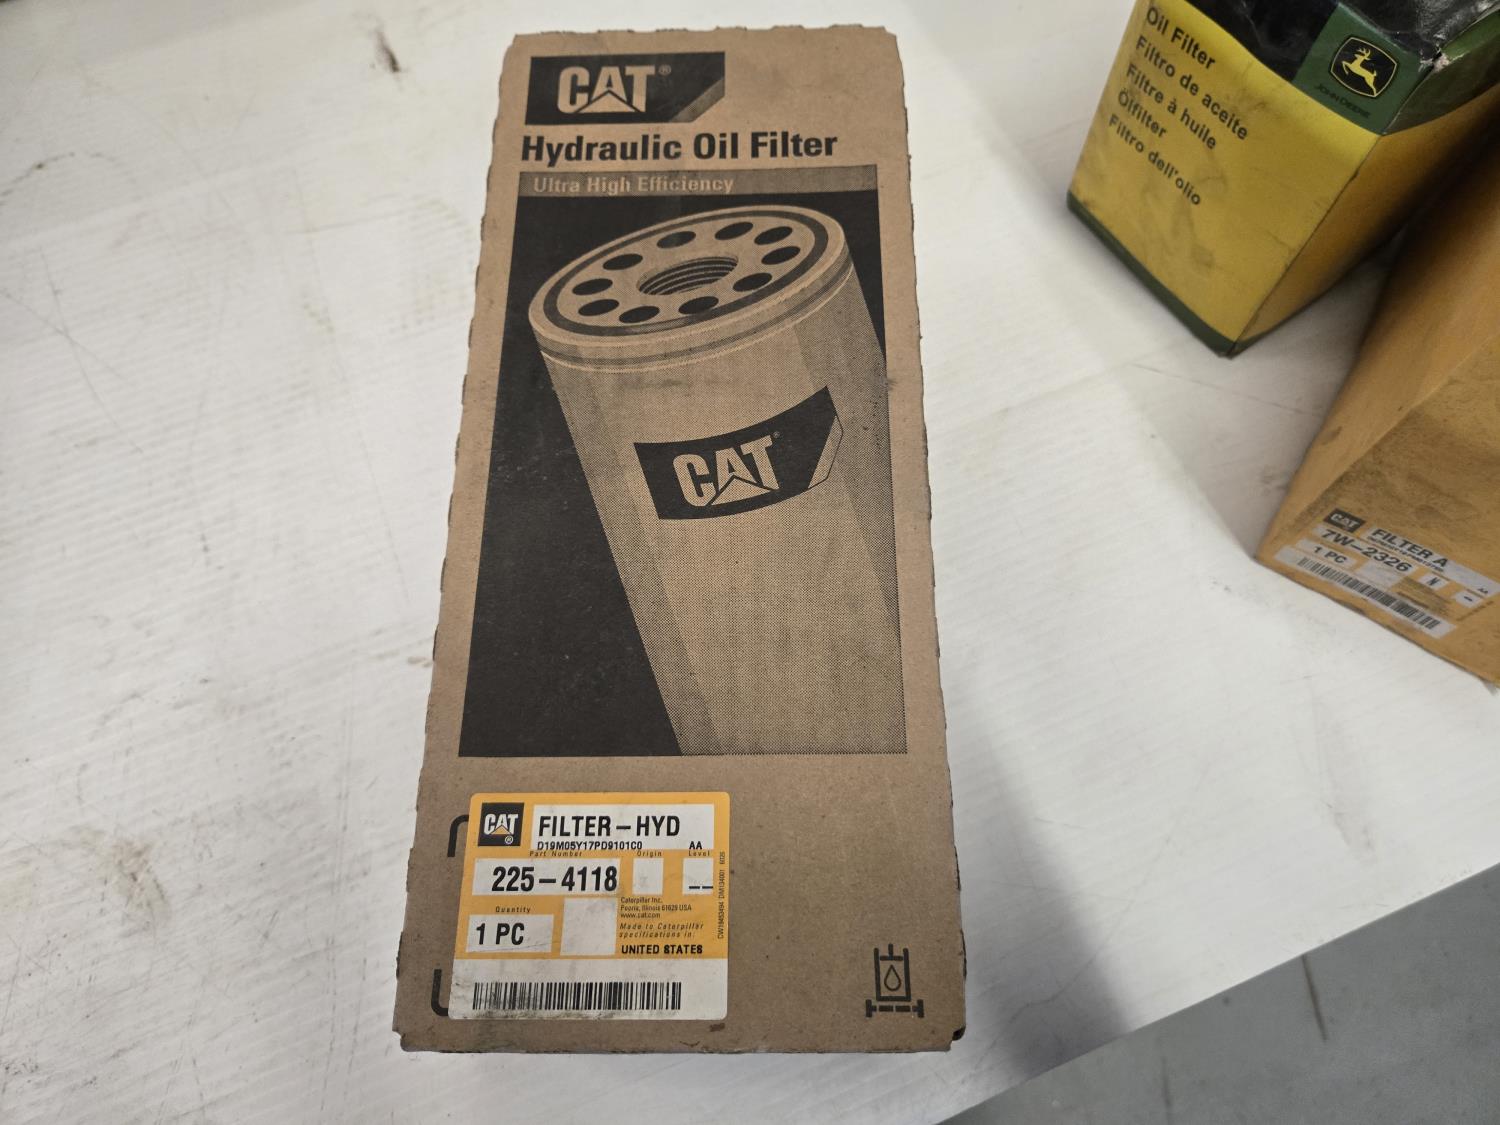 CAT®
Hydraulic Oil Filter
Ultra High Efficiency
CAT®
CAT®
FILTER-HYD
D19M05Y17PD9101C0
AA
Part Number
Origin
Level
225-4118
--
Quantity
1 PC
Caterpillar Inc.
Peoria, Illinois 61629 USA
www.cat.com
Made to Caterpillar
specifications in:
UNITED STATES
Oil Filter
Filtro de aceite
Filtre à huile
Ölfilter
Filtro dell'olio
JOHN DEERE
CAT
FILTER A
7W-2326
1 PC
N
AA